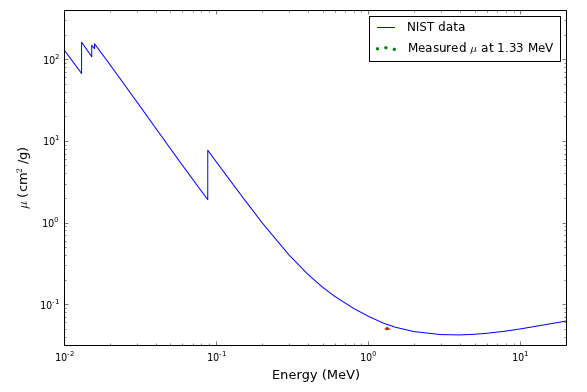 NIST data
Measured μ at 1.33 MeV
μ (cm² /g)
10²
10¹
10⁰
10⁻¹
10⁻² 10⁻¹ 10⁰ 10¹
Energy (MeV)